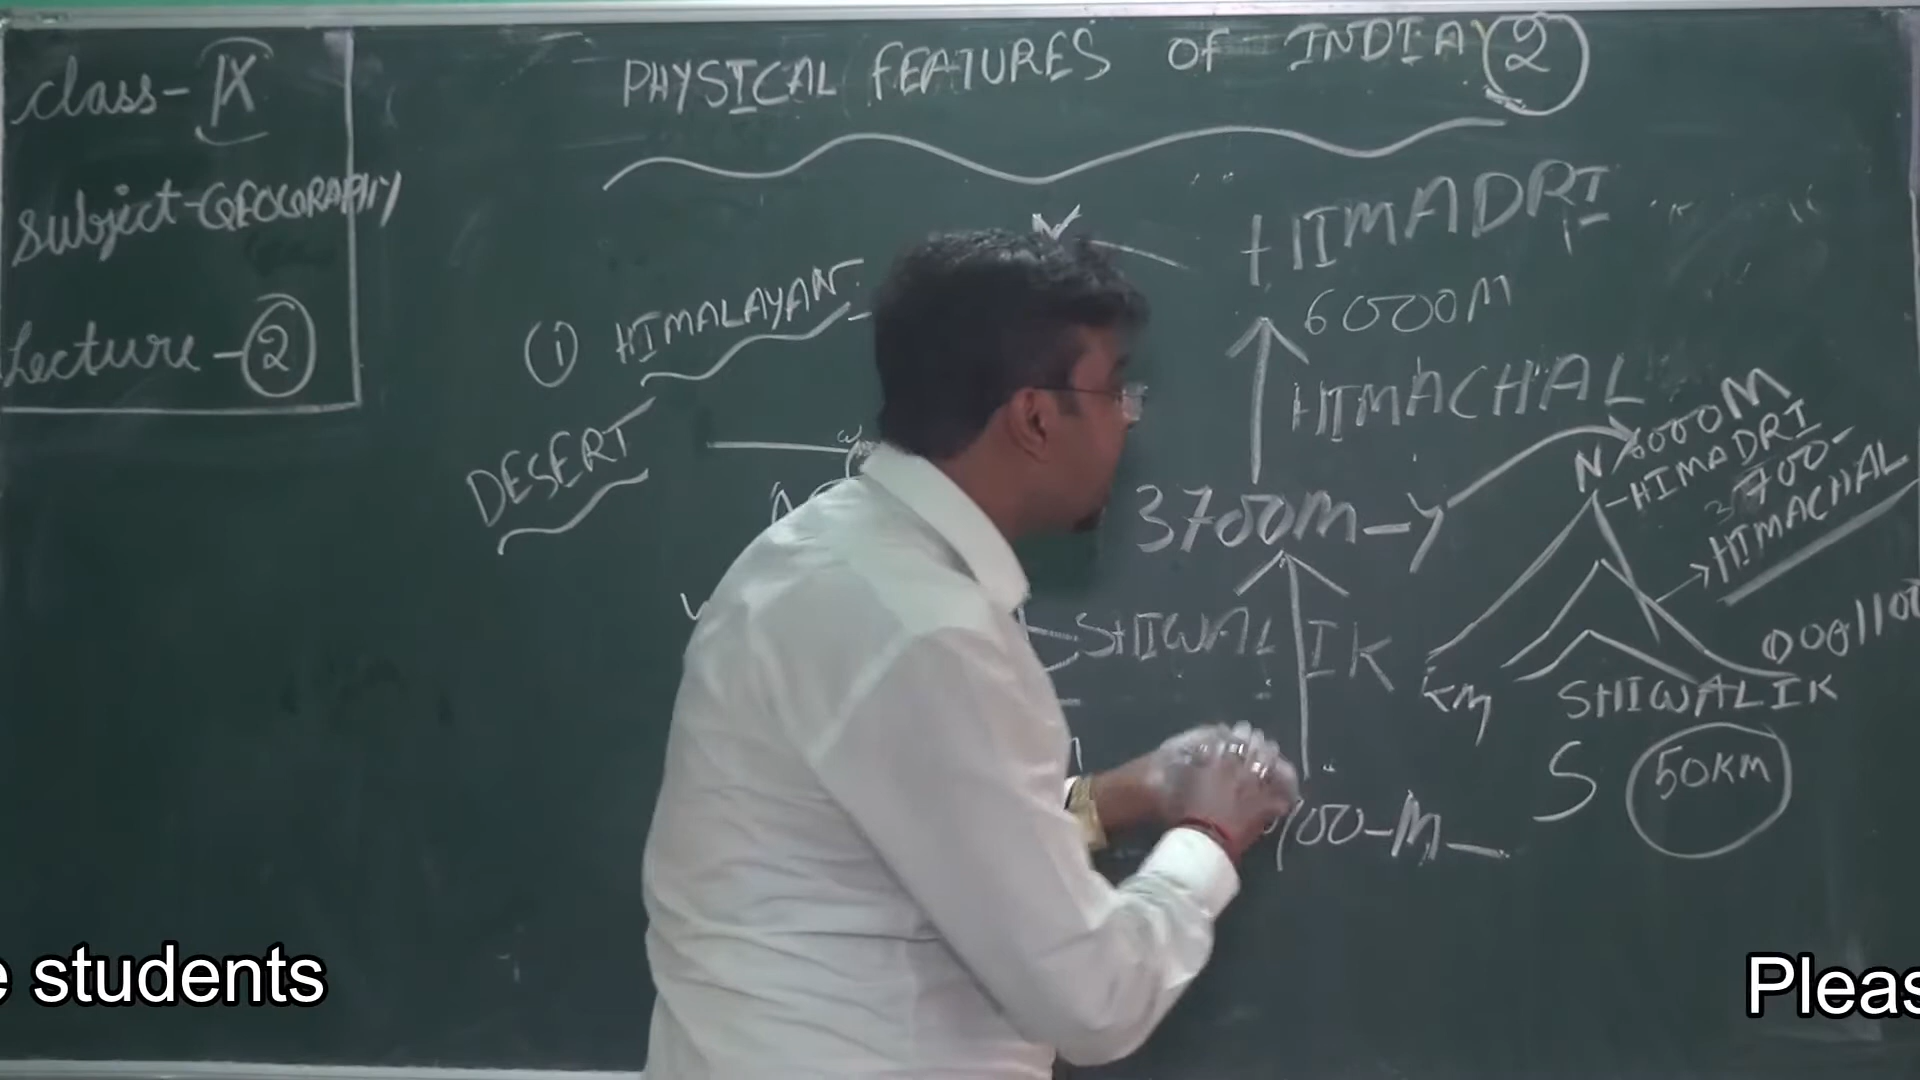 class - IX
Subject - GEOGRAPHY
Lecture - 2
PHYSICAL FEATURES OF INDIA 2
1 HIMALAYAN
DESERT
HIMADRI
6000M
HIMACHAL
3700M - Y
SHIWALIK
N 6000M
- HIMADRI
3700 -
HIMACHAL
SHIWALIK
S 50KM
students